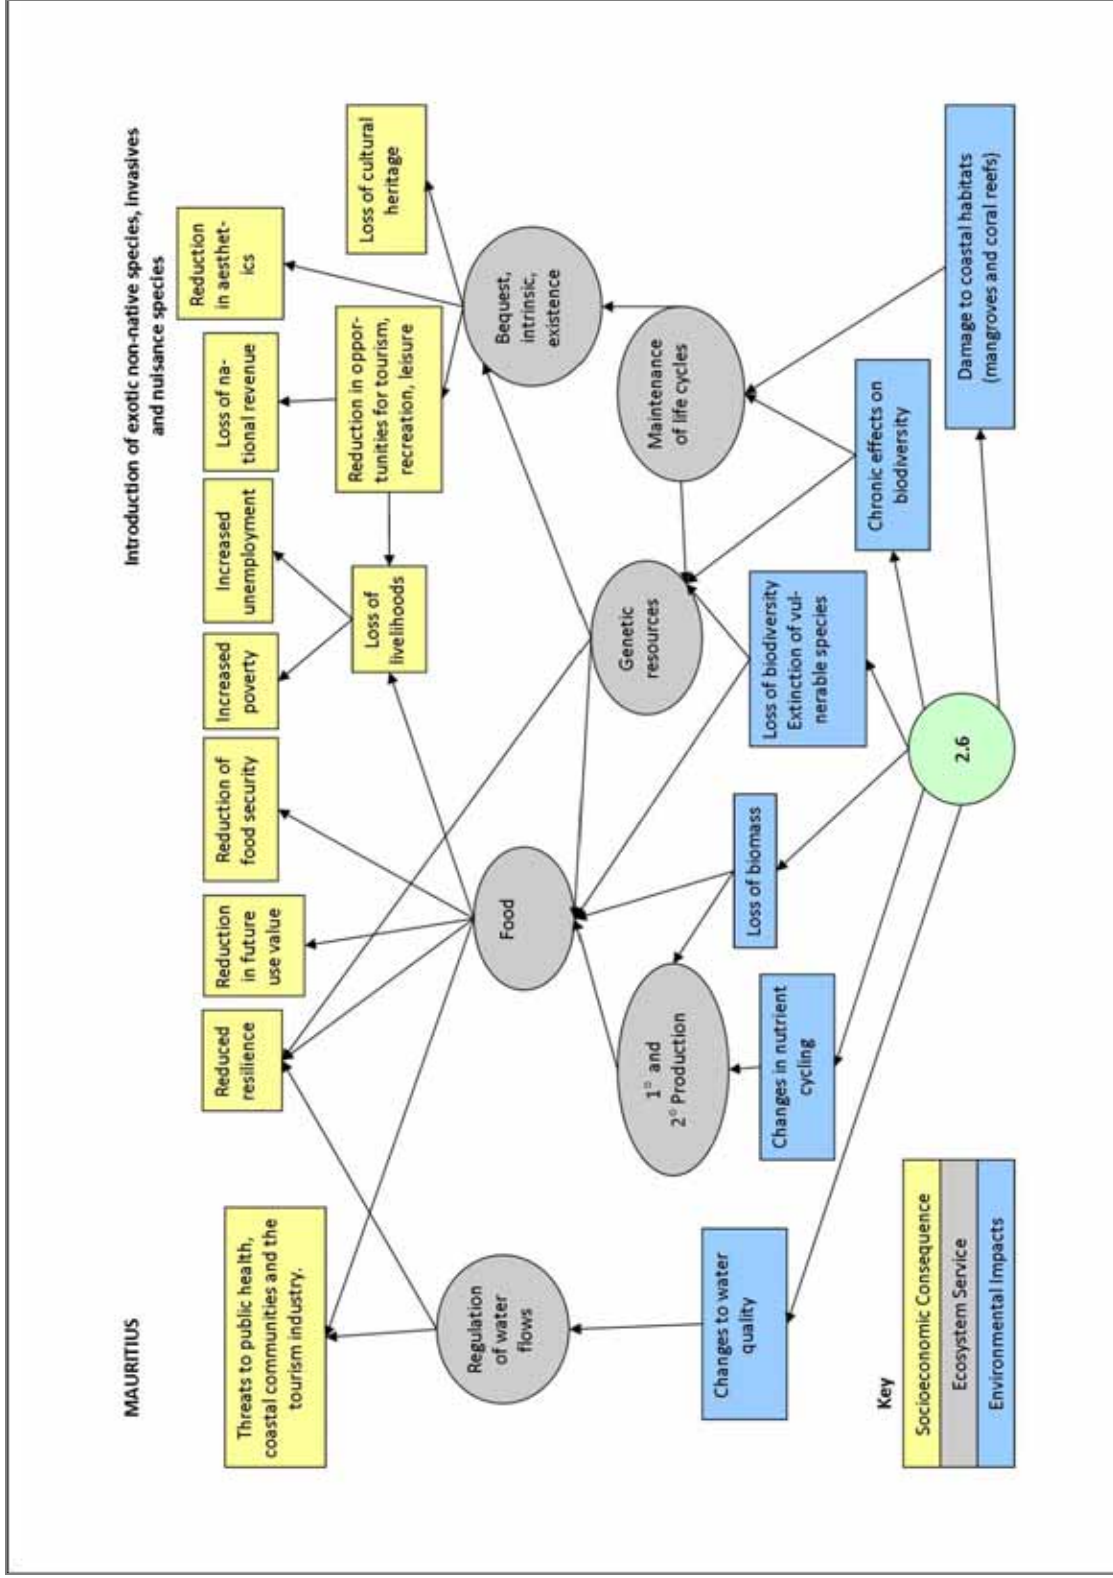 MAURITIUS
Introduction of exotic non-native species, invasives
and nuisance species
Threats to public health,
coastal communities and the
tourism industry.
Reduced
resilience
Reduction
in future
use value
Reduction of
food security
Increased
poverty
Increased
unemployment
Loss of na-
tional revenue
Reduction
in aesthet-
ics
Loss of
livelihoods
Reduction in oppor-
tunities for tourism,
recreation, leisure
Loss of cultural
heritage
Regulation
of water
flows
Food
Bequest,
intrinsic,
existence
1° and
2° Production
Genetic
resources
Maintenance
of life cycles
Changes to water
quality
Changes in nutrient
cycling
Loss of biomass
Loss of biodiversity
Extinction of vul-
nerable species
Chronic effects on
biodiversity
Damage to coastal habitats
(mangroves and coral reefs)
2.6
Key
Socioeconomic Consequence
Ecosystem Service
Environmental Impacts